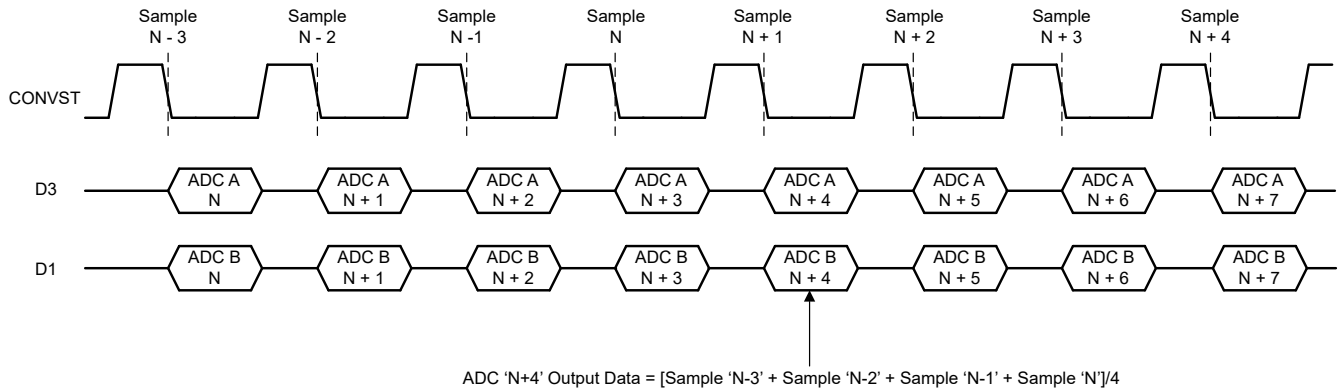 Sample Sample Sample Sample Sample Sample Sample Sample
N - 3 N - 2 N -1 N N + 1 N + 2 N + 3 N + 4
CONVST
ADC A ADC A ADC A ADC A ADC A ADC A ADC A ADC A
D3
N N + 1 N + 2 N + 3 N + 4 N + 5 N + 6 N + 7
ADC B ADC B ADC B ADC B ADC B ADC B ADC B ADC B
D1
N N + 1 N + 2 N + 3 N + 4 N + 5 N + 6 N + 7
ADC ‘N+4’ Output Data = [Sample ‘N-3’ + Sample ‘N-2’ + Sample ‘N-1’ + Sample ‘N’]/4